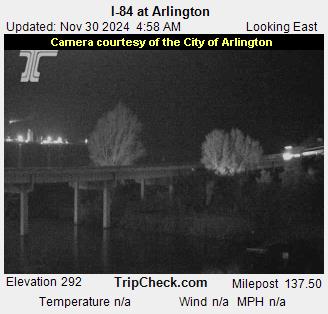 I-84 at Arlington
Updated: Nov 30 2024 4:58 AM Looking East
Camera courtesy of the City of Arlington
Elevation 292 TripCheck.com Milepost 137.50
Temperature n/a Wind n/a MPH n/a